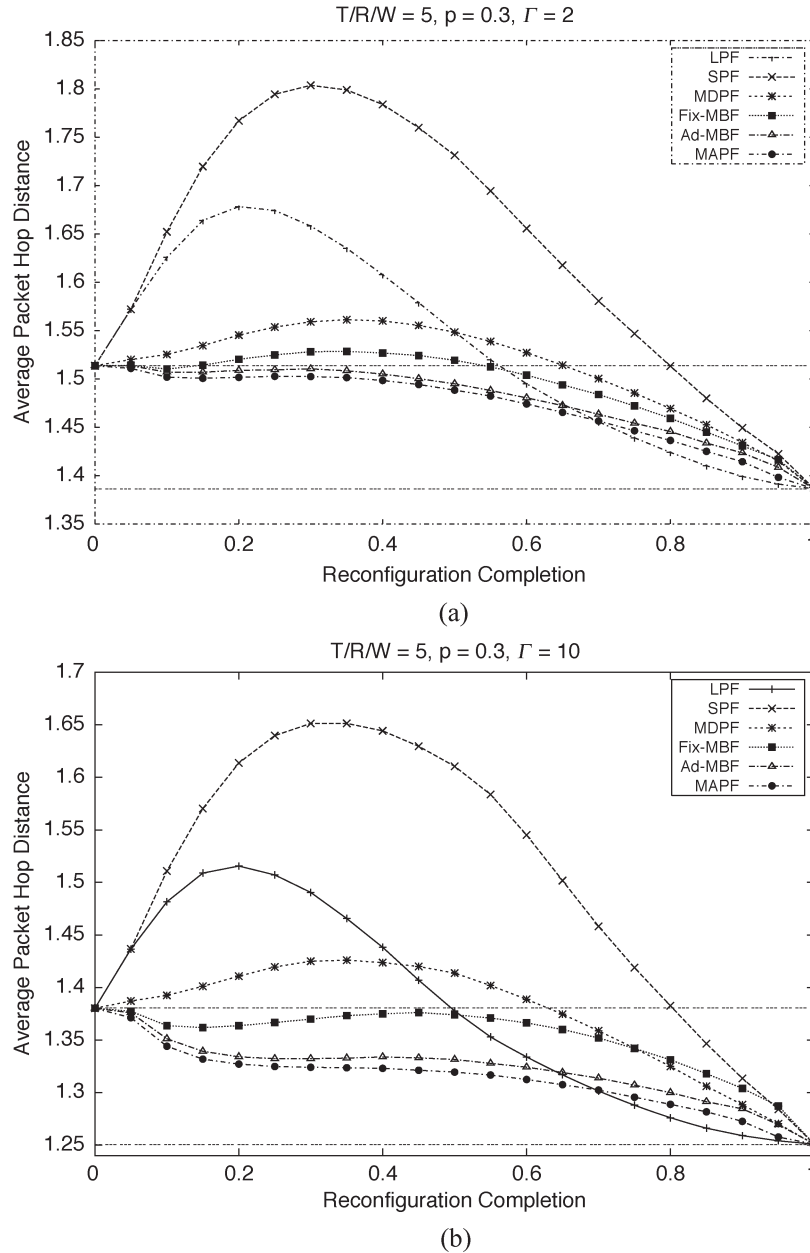 T/R/W = 5, p = 0.3, Γ = 2
1.85
1.8
1.75
1.7
1.65
1.6
1.55
1.5
1.45
1.4
1.35
Average Packet Hop Distance
LPF
SPF
MDPF
Fix-MBF
Ad-MBF
MAPF
0 0.2 0.4 0.6 0.8 1
Reconfiguration Completion
(a)
T/R/W = 5, p = 0.3, Γ = 10
1.7
1.65
1.6
1.55
1.5
1.45
1.4
1.35
1.3
1.25
Average Packet Hop Distance
LPF
SPF
MDPF
Fix-MBF
Ad-MBF
MAPF
0 0.2 0.4 0.6 0.8 1
Reconfiguration Completion
(b)